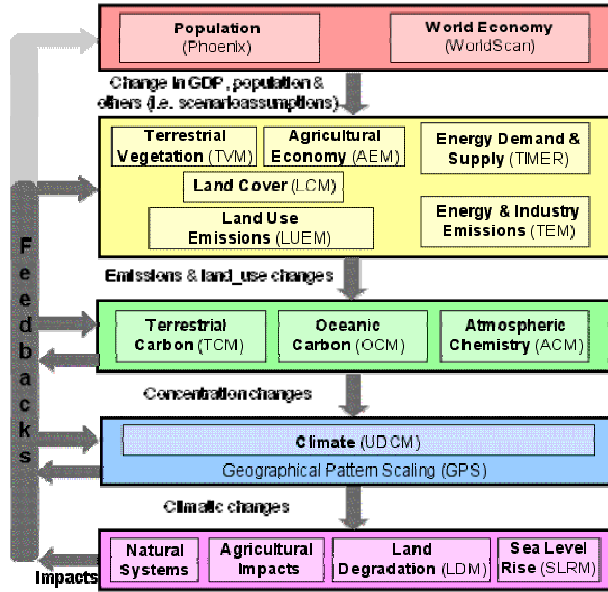 Population
(Phoenix)
World Economy
(WorldScan)
Change in GDP, population &
others (i.e. scenarioassumptions)
Terrestrial
Vegetation (TVM)
Agricultural
Economy (AEM)
Energy Demand &
Supply (TIMER)
Land Cover (LCM)
Land Use
Emissions (LUEM)
Energy & Industry
Emissions (TEM)
Feedbacks
Emissions & land_use changes
Terrestrial
Carbon (TCM)
Oceanic
Carbon (OCM)
Atmospheric
Chemistry (ACM)
Concentration changes
Climate (UDCM)
Geographical Pattern Scaling (GPS)
Climatic changes
Natural
Systems
Agricultural
Impacts
Land
Degradation (LDM)
Sea Level
Rise (SLRM)
Impacts